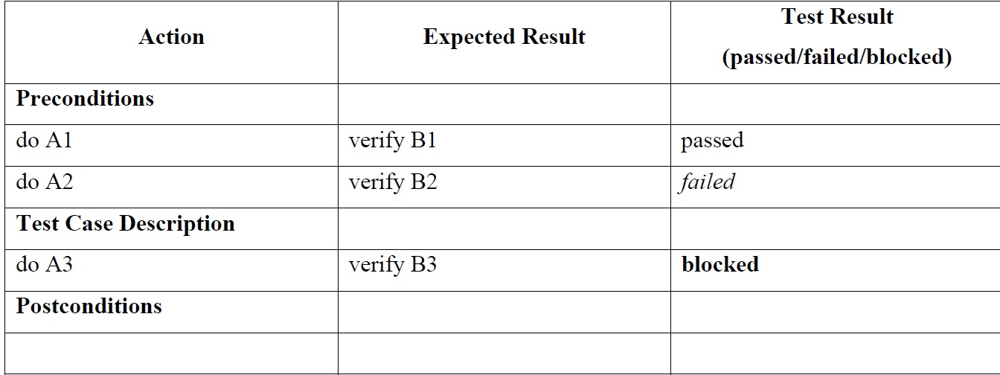 Action Expected Result Test Result
(passed/failed/blocked)
Preconditions
do A1 verify B1 passed
do A2 verify B2 failed
Test Case Description
do A3 verify B3 blocked
Postconditions